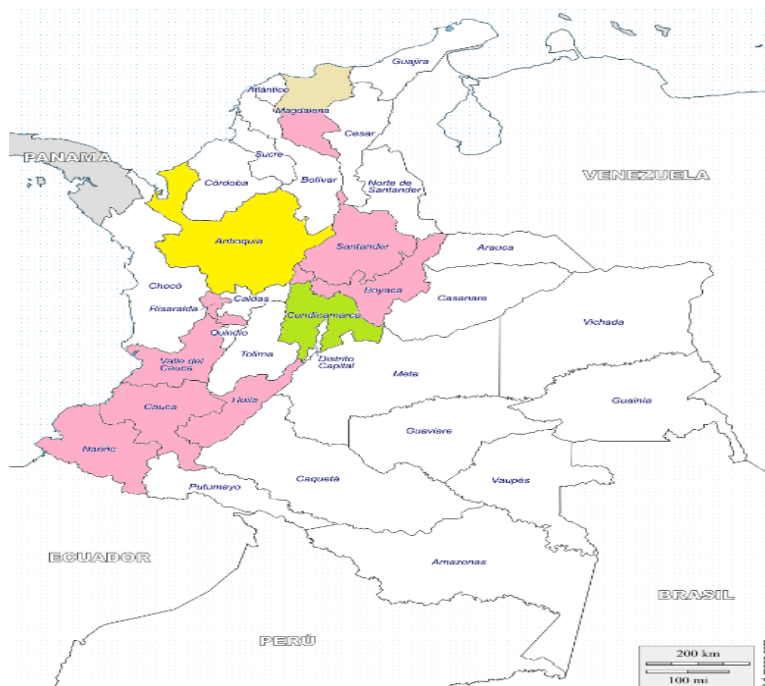 Guajira
Atlántico
Magdalena
Cesar
PANAMA
Sucre
VENEZUELA
Córdoba
Bolívar
Norte de
Santander
Antioquia
Santander
Arauca
Chocó
Boyaca
Caldas
Casanare
Risaralda
Cundinamarca
Vichada
Quindío
Tolima
Distrito
Capital
Valle del
Cauca
Meta
Huila
Guainía
Cauca
Guaviare
Nariño
Caquetá
Vaupés
Putumayo
ECUADOR
Amazonas
BRASIL
PERÚ
200 km
100 mi